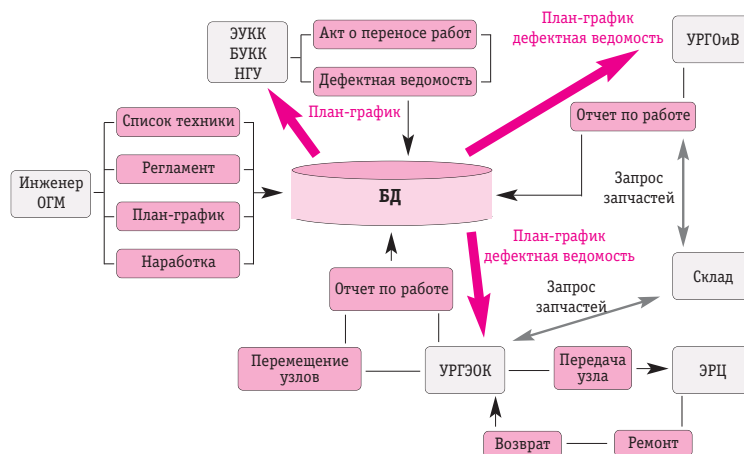 ЭУКК
БУКК
НГУ
Акт о переносе работ
Дефектная ведомость
План-график
План-график
дефектная ведомость
УРГОиВ
Отчет по работе
Инженер
ОГМ
Список техники
Регламент
План-график
Наработка
БД
Запрос
запчастей
План-график
дефектная ведомость
Склад
Отчет по работе
Запрос
запчастей
Перемещение
узлов
УРГЭОК
Передача
узла
ЭРЦ
Возврат
Ремонт